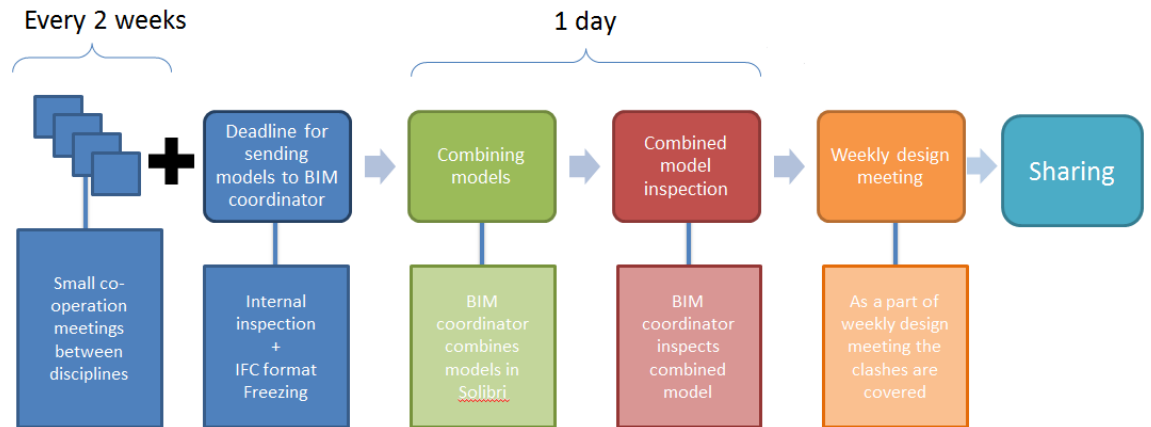 Every 2 weeks
1 day
Deadline for
sending
models to BIM
coordinator
Combining
models
Combined
model
inspection
Weekly design
meeting
Sharing
Small co-
operation
meetings
between
disciplines
Internal
inspection
+
IFC format
Freezing
BIM
coordinator
combines
models in
Solibri
BIM
coordinator
inspects
combined
model
As a part of
weekly design
meeting the
clashes are
covered